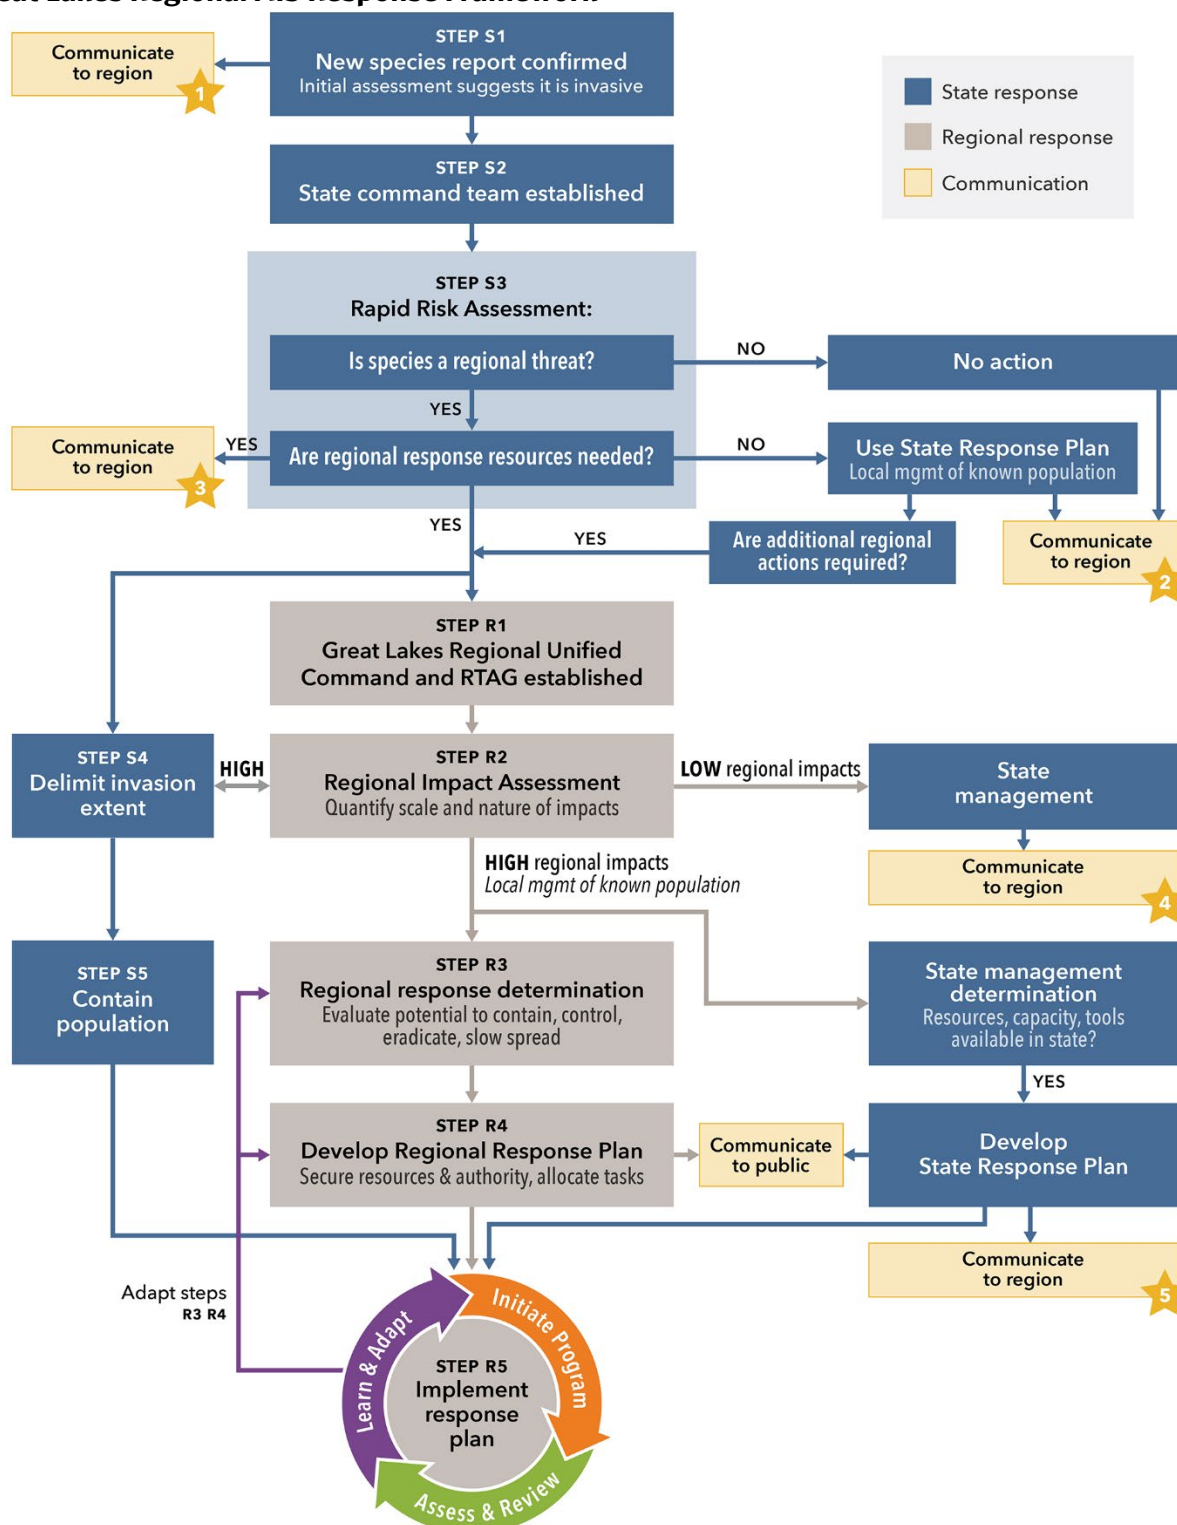 Great Lakes Regional AIS Response Framework
STEP S1
New species report confirmed
Initial assessment suggests it is invasive
Communicate
to region
1
State response
Regional response
Communication
STEP S2
State command team established
STEP S3
Rapid Risk Assessment:
Is species a regional threat?
NO
No action
YES
Communicate
to region
3
YES
Are regional response resources needed?
NO
Use State Response Plan
Local mgmt of known population
YES
YES
Are additional regional
actions required?
Communicate
to region
2
STEP R1
Great Lakes Regional Unified
Command and RTAG established
STEP S4
Delimit invasion
extent
HIGH
STEP R2
Regional Impact Assessment
Quantify scale and nature of impacts
LOW regional impacts
State
management
HIGH regional impacts
Local mgmt of known population
Communicate
to region
4
STEP S5
Contain
population
STEP R3
Regional response determination
Evaluate potential to contain, control,
eradicate, slow spread
State management
determination
Resources, capacity, tools
available in state?
YES
STEP R4
Develop Regional Response Plan
Secure resources & authority, allocate tasks
Communicate
to public
Develop
State Response Plan
Communicate
to region
5
Adapt steps
R3 R4
Learn & Adapt
Initiate Program
STEP R5
Implement
response
plan
Assess & Review